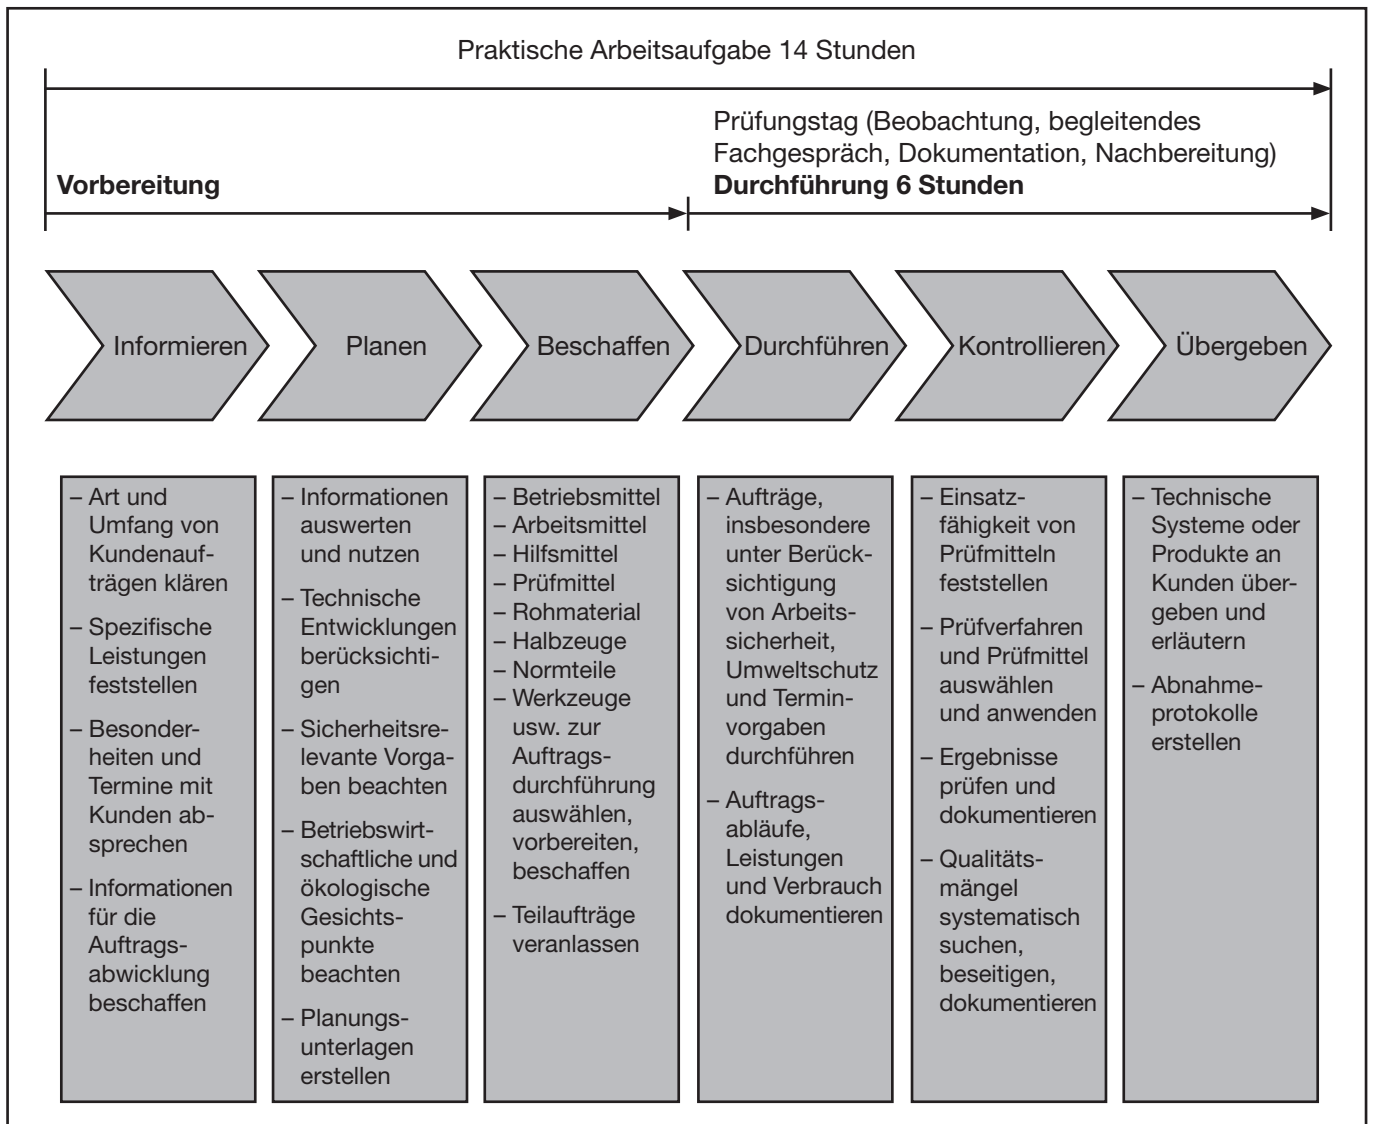 Praktische Arbeitsaufgabe 14 Stunden
Prüfungstag (Beobachtung, begleitendes
Fachgespräch, Dokumentation, Nachbereitung)
Vorbereitung
Durchführung 6 Stunden
Informieren
Planen
Beschaffen
Durchführen
Kontrollieren
Übergeben
– Art und
Umfang von
Kundenauf-
trägen klären
– Spezifische
Leistungen
feststellen
– Besonder-
heiten und
Termine mit
Kunden ab-
sprechen
– Informationen
für die
Auftrags-
abwicklung
beschaffen
– Informationen
auswerten
und nutzen
– Technische
Entwicklungen
berücksichti-
gen
– Sicherheitsre-
levante Vorga-
ben beachten
– Betriebswirt-
schaftliche und
ökologische
Gesichts-
punkte
beachten
– Planungs-
unterlagen
erstellen
– Betriebsmittel
– Arbeitsmittel
– Hilfsmittel
– Prüfmittel
– Rohmaterial
– Halbzeuge
– Normteile
– Werkzeuge
usw. zur
Auftrags-
durchführung
auswählen,
vorbereiten,
beschaffen
– Teilaufträge
veranlassen
– Aufträge,
insbesondere
unter Berück-
sichtigung
von Arbeits-
sicherheit,
Umweltschutz
und Termin-
vorgaben
durchführen
– Auftrags-
abläufe,
Leistungen
und Verbrauch
dokumentieren
– Einsatz-
fähigkeit von
Prüfmitteln
feststellen
– Prüfverfahren
und Prüfmittel
auswählen
und anwenden
– Ergebnisse
prüfen und
dokumentieren
– Qualitäts-
mängel
systematisch
suchen,
beseitigen,
dokumentieren
– Technische
Systeme oder
Produkte an
Kunden über-
geben und
erläutern
– Abnahme-
protokolle
erstellen